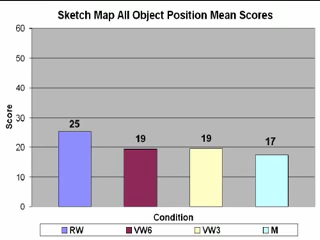 Sketch Map All Object Position Mean Scores
60
50
40
30
20
10
0
Score
25
19
19
17
Condition
RW VW6 VW3 M